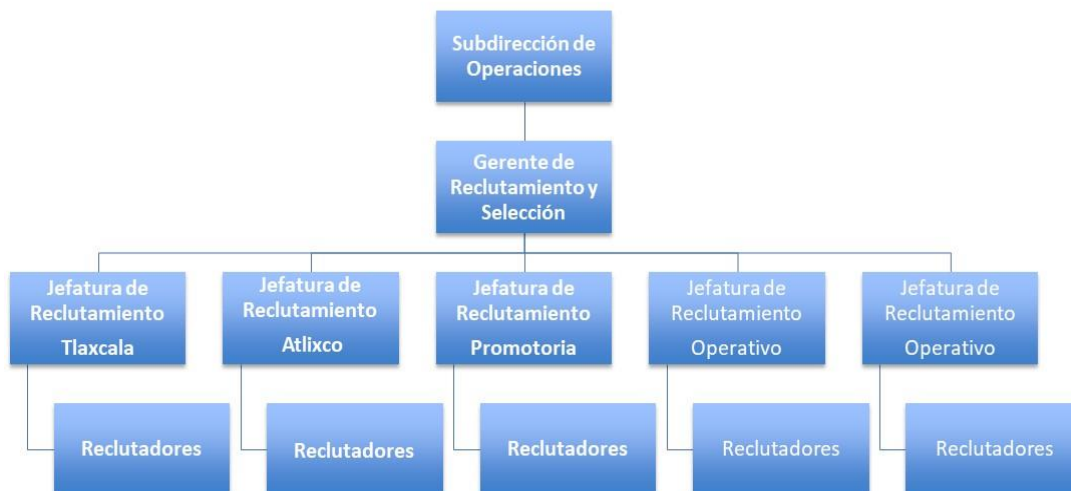 Subdirección de
Operaciones
Gerente de
Reclutamiento y
Selección
Jefatura de
Reclutamiento
Tlaxcala
Jefatura de
Reclutamiento
Atlixco
Jefatura de
Reclutamiento
Promotoria
Jefatura de
Reclutamiento
Operativo
Jefatura de
Reclutamiento
Operativo
Reclutadores
Reclutadores
Reclutadores
Reclutadores
Reclutadores